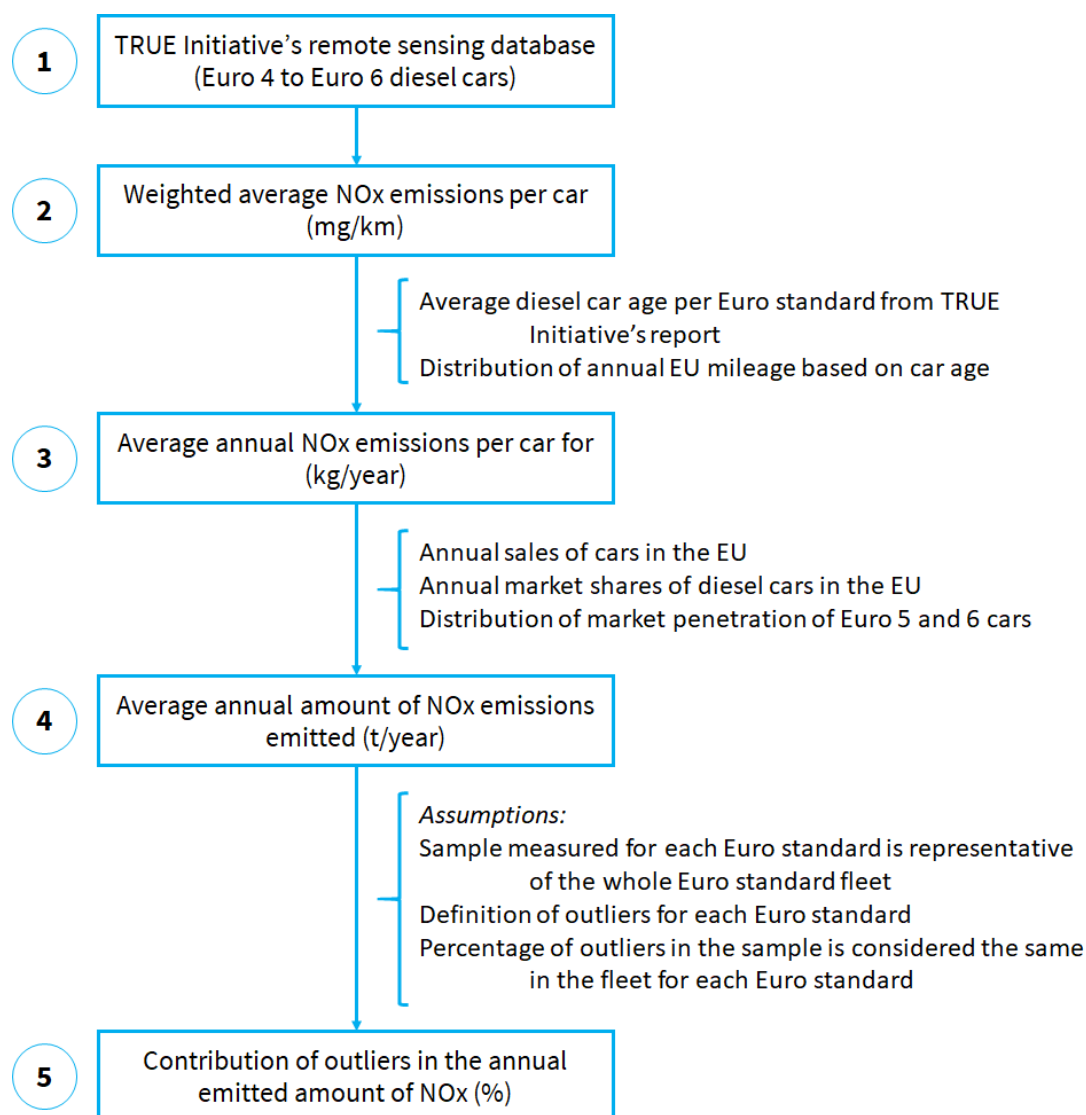 1
TRUE Initiative's remote sensing database
(Euro 4 to Euro 6 diesel cars)
2
Weighted average NOx emissions per car
(mg/km)
Average diesel car age per Euro standard from TRUE
Initiative's report
Distribution of annual EU mileage based on car age
3
Average annual NOx emissions per car for
(kg/year)
Annual sales of cars in the EU
Annual market shares of diesel cars in the EU
Distribution of market penetration of Euro 5 and 6 cars
4
Average annual amount of NOx emissions
emitted (t/year)
Assumptions:
Sample measured for each Euro standard is representative
of the whole Euro standard fleet
Definition of outliers for each Euro standard
Percentage of outliers in the sample is considered the same
in the fleet for each Euro standard
5
Contribution of outliers in the annual
emitted amount of NOx (%)